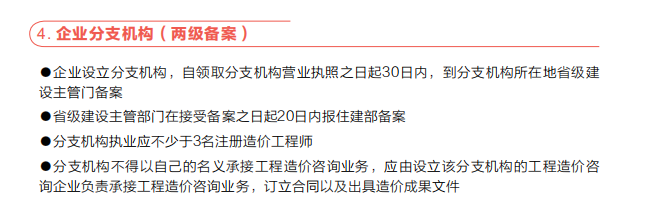 4. 企业分支机构（两级备案）
●企业设立分支机构，自领取分支机构营业执照之日起30日内，到分支机构所在地省级建
设主管门备案
●省级建设主管部门在接受备案之日起20日内报住建部备案
●分支机构执业应不少于3名注册造价工程师
●分支机构不得以自己的名义承接工程造价咨询业务，应由设立该分支机构的工程造价咨
询企业负责承接工程造价咨询业务，订立合同以及出具造价成果文件